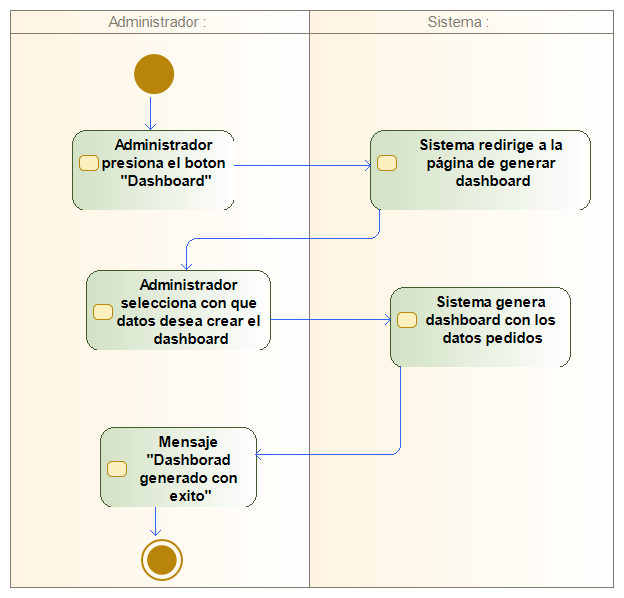 Administrador :
Sistema :
Administrador
presiona el boton
"Dashboard"
Sistema redirige a la
página de generar
dashboard
Administrador
selecciona con que
datos desea crear el
dashboard
Sistema genera
dashboard con los
datos pedidos
Mensaje
"Dashborad
generado con
exito"